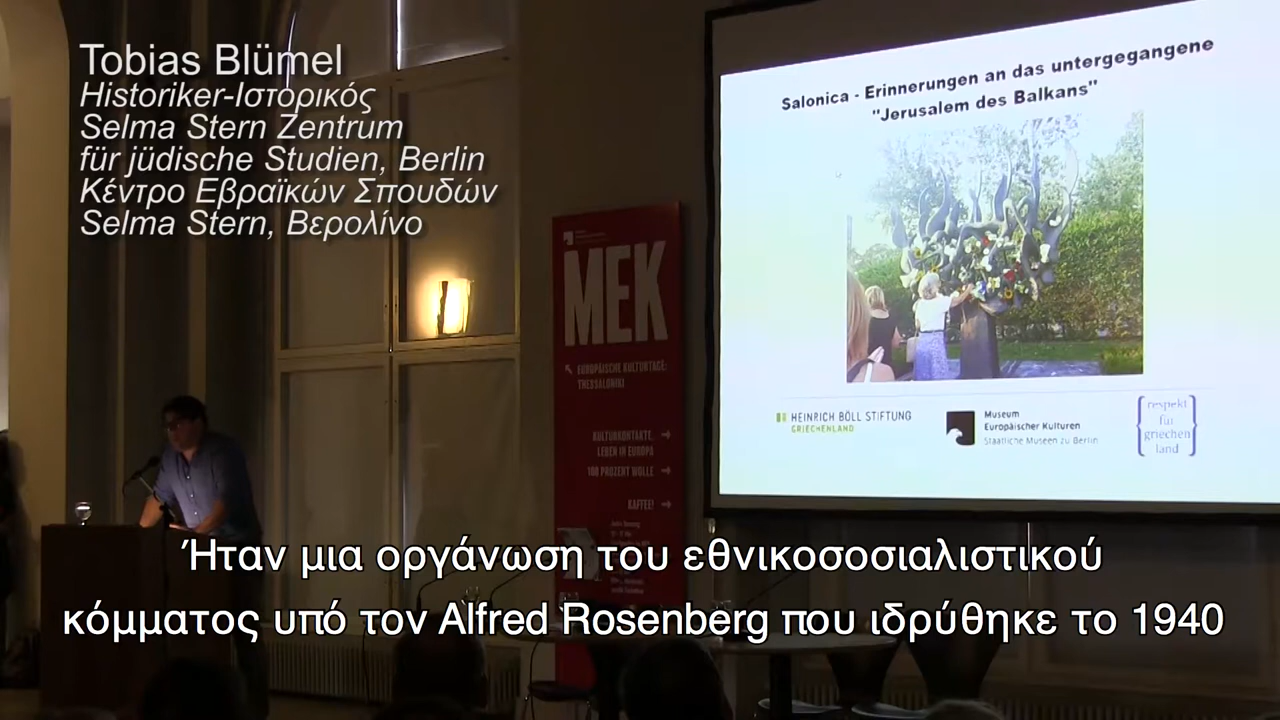 Tobias Blümel
Historiker-Ιστορικός
Selma Stern Zentrum
für jüdische Studien, Berlin
Κέντρο Εβραϊκών Σπουδών
Selma Stern, Βερολίνο
Salonica - Erinnerungen an das untergegangene
"Jerusalem des Balkans"
HEINRICH BÖLL STIFTUNG
GRIECHENLAND
Museum
Europäischer Kulturen
Staatliche Museen zu Berlin
respekt
für
griechen
land
MEK
EUROPÄISCHE KULTURTAGE:
THESSALONIKI
KULTURKONTAKTE.
LEBEN IN EUROPA
100 PROZENT WOLLE
KAFFEE!
Ήταν μια οργάνωση του εθνικοσοσιαλιστικού
κόμματος υπό τον Alfred Rosenberg που ιδρύθηκε το 1940